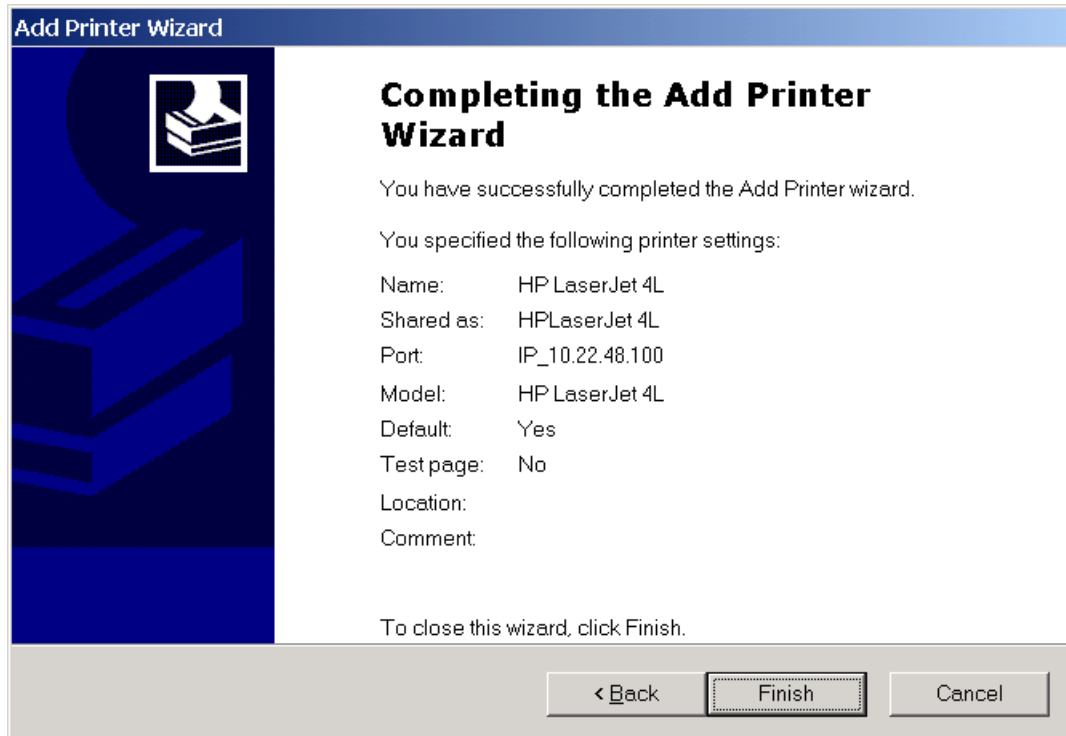 Add Printer Wizard
Completing the Add Printer
Wizard
You have successfully completed the Add Printer wizard.
You specified the following printer settings:
Name: HP LaserJet 4L
Shared as: HPLaserJet 4L
Port: IP_10.22.48.100
Model: HP LaserJet 4L
Default: Yes
Test page: No
Location:
Comment:
To close this wizard, click Finish.
< Back Finish Cancel